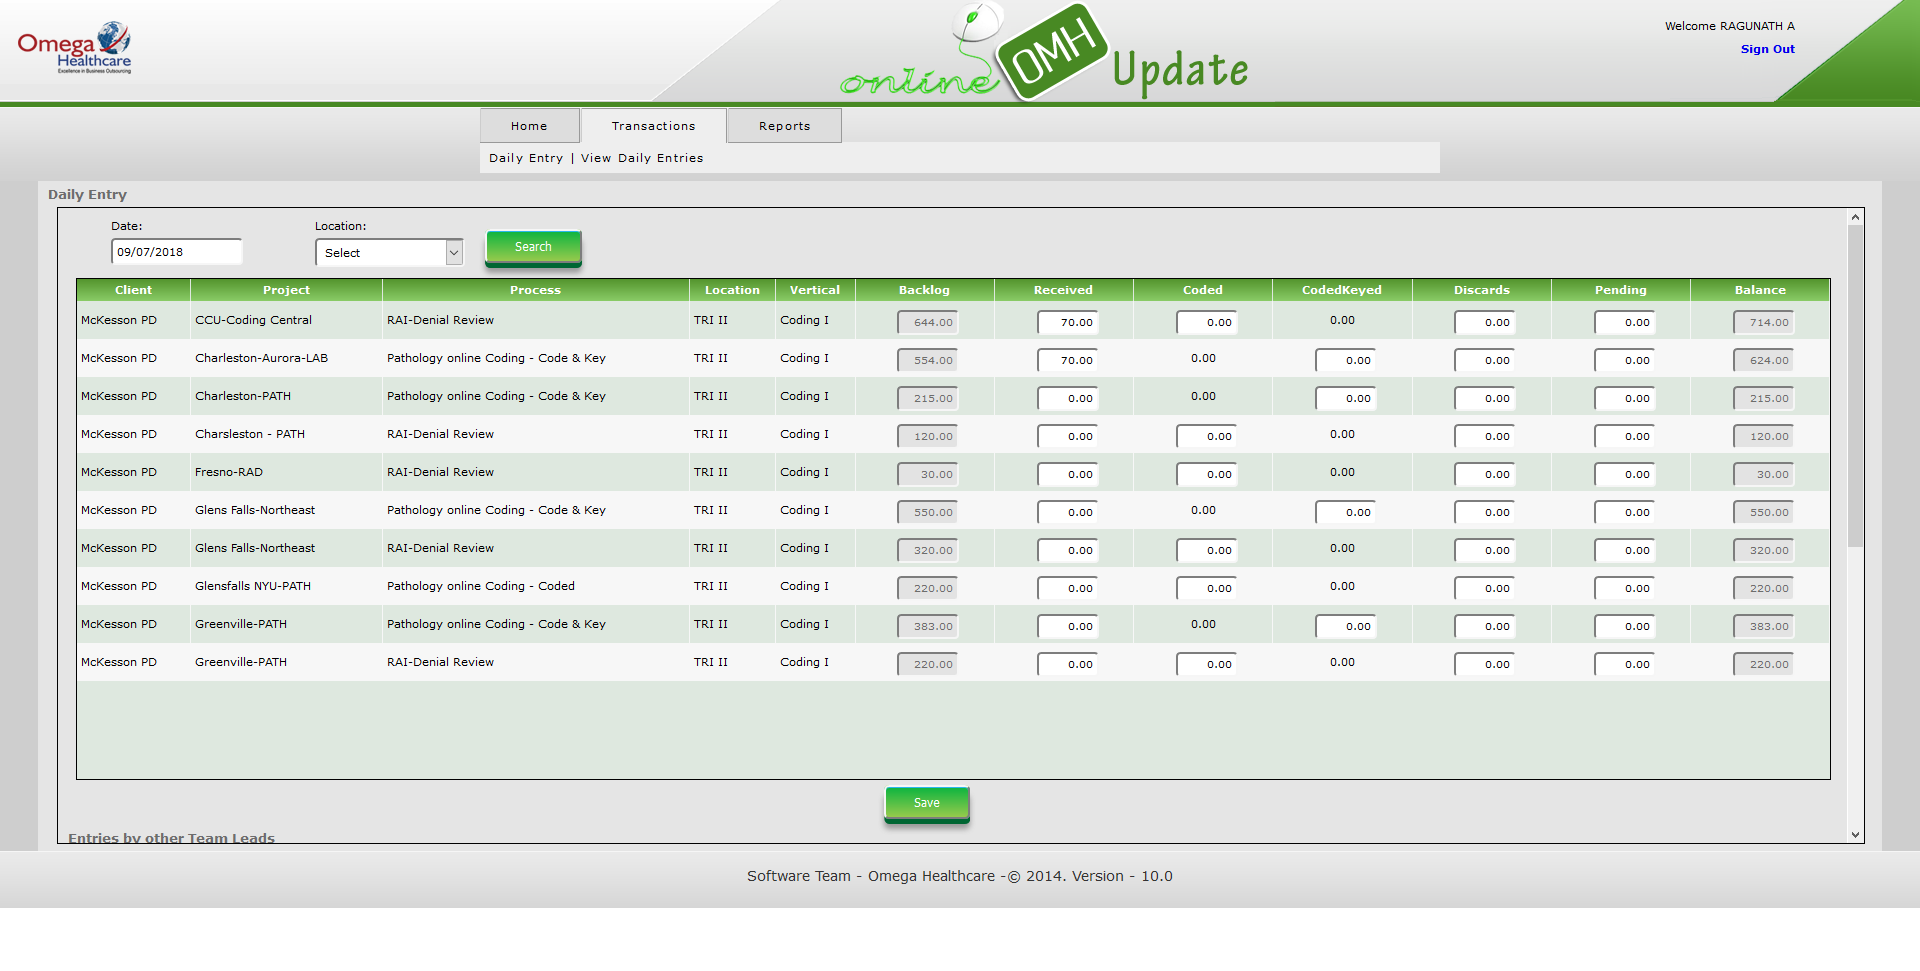 Omega
Healthcare
Excellence in Business Outsourcing
online OMH Update
Welcome RAGUNATH A
Sign Out
Home Transactions Reports
Daily Entry | View Daily Entries
Daily Entry
Date: Location:
09/07/2018 Select Search
Client Project Process Location Vertical Backlog Received Coded CodedKeyed Discards Pending Balance
McKesson PD CCU-Coding Central RAI-Denial Review TRI II Coding I 644.00 70.00 0.00 0.00 0.00 0.00 714.00
McKesson PD Charleston-Aurora-LAB Pathology online Coding - Code & Key TRI II Coding I 554.00 70.00 0.00 0.00 0.00 0.00 624.00
McKesson PD Charleston-PATH Pathology online Coding - Code & Key TRI II Coding I 215.00 0.00 0.00 0.00 0.00 0.00 215.00
McKesson PD Charsleston - PATH RAI-Denial Review TRI II Coding I 120.00 0.00 0.00 0.00 0.00 0.00 120.00
McKesson PD Fresno-RAD RAI-Denial Review TRI II Coding I 30.00 0.00 0.00 0.00 0.00 0.00 30.00
McKesson PD Glens Falls-Northeast Pathology online Coding - Code & Key TRI II Coding I 550.00 0.00 0.00 0.00 0.00 0.00 550.00
McKesson PD Glens Falls-Northeast RAI-Denial Review TRI II Coding I 320.00 0.00 0.00 0.00 0.00 0.00 320.00
McKesson PD Glensfalls NYU-PATH Pathology online Coding - Coded TRI II Coding I 220.00 0.00 0.00 0.00 0.00 0.00 220.00
McKesson PD Greenville-PATH Pathology online Coding - Code & Key TRI II Coding I 383.00 0.00 0.00 0.00 0.00 0.00 383.00
McKesson PD Greenville-PATH RAI-Denial Review TRI II Coding I 220.00 0.00 0.00 0.00 0.00 0.00 220.00
Save
Entries by other Team Leads
Software Team - Omega Healthcare -© 2014. Version - 10.0